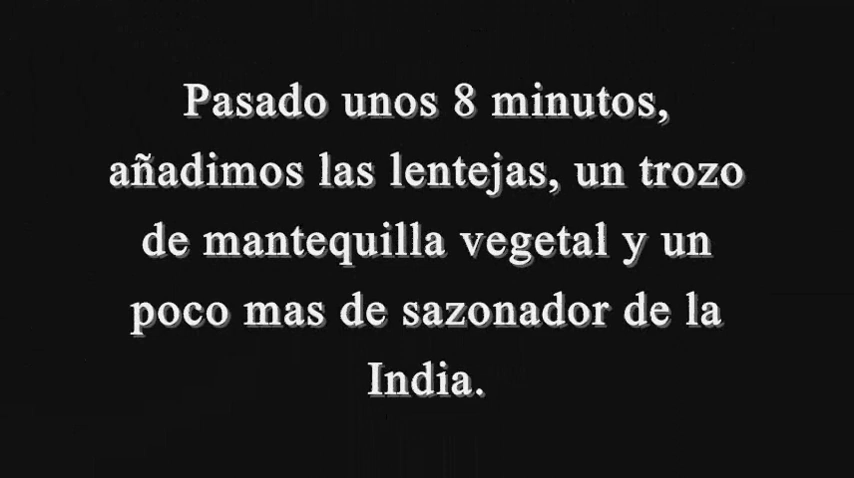 Pasado unos 8 minutos,
añadimos las lentejas, un trozo
de mantequilla vegetal y un
poco mas de sazonador de la
India.